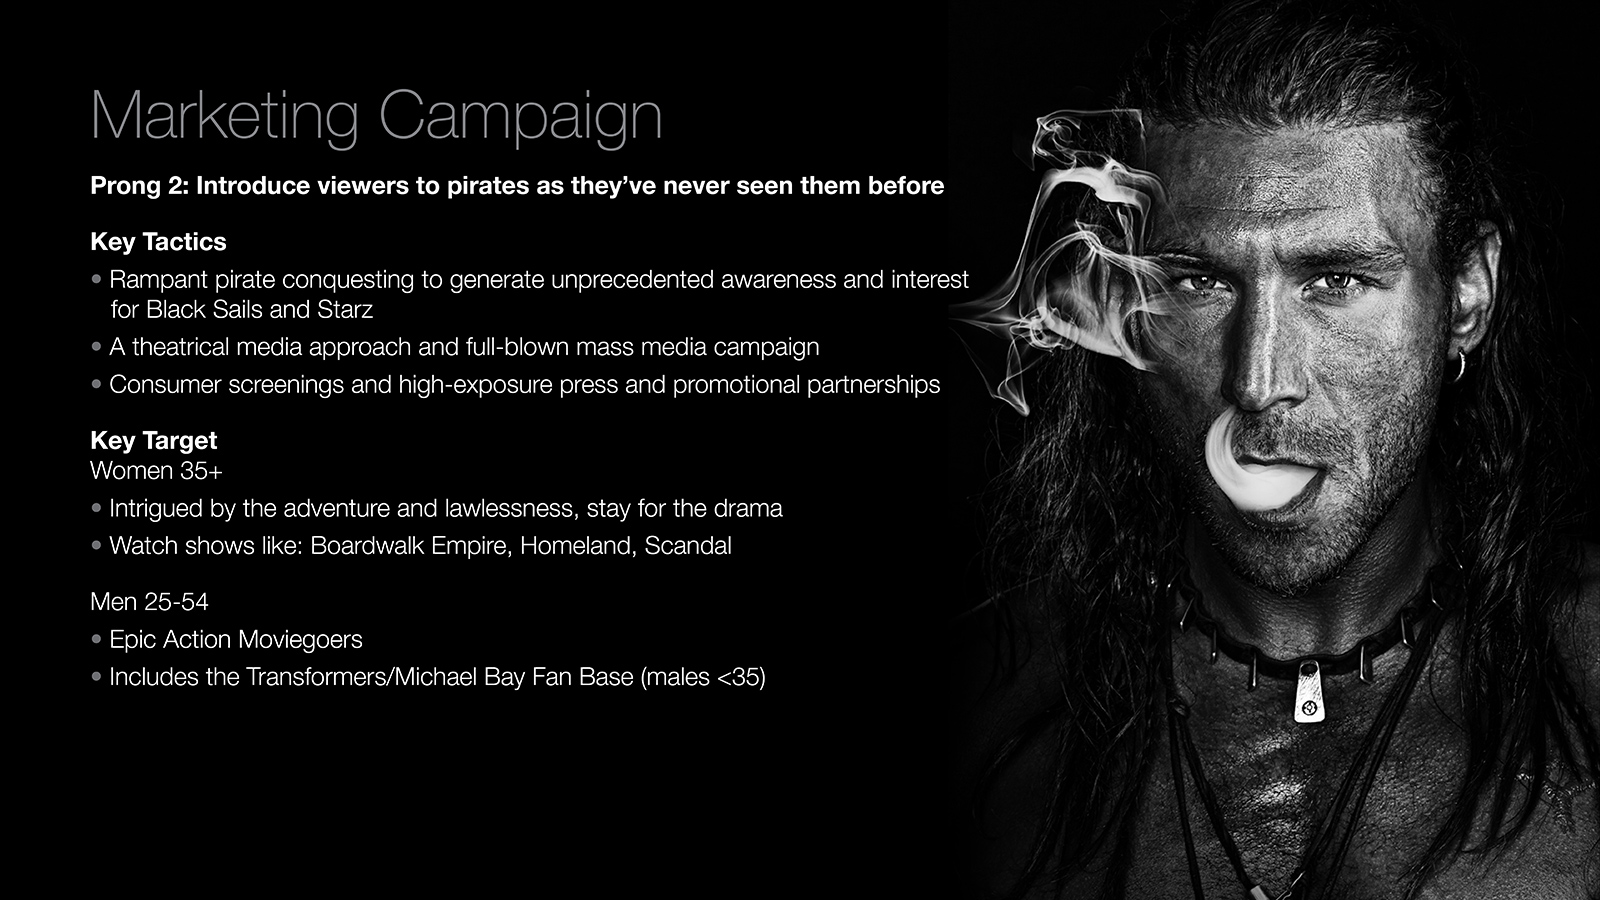 Marketing Campaign
Prong 2: Introduce viewers to pirates as they’ve never seen them before
Key Tactics
• Rampant pirate conquesting to generate unprecedented awareness and interest
for Black Sails and Starz
• A theatrical media approach and full-blown mass media campaign
• Consumer screenings and high-exposure press and promotional partnerships
Key Target
Women 35+
• Intrigued by the adventure and lawlessness, stay for the drama
• Watch shows like: Boardwalk Empire, Homeland, Scandal
Men 25-54
• Epic Action Moviegoers
• Includes the Transformers/Michael Bay Fan Base (males <35)